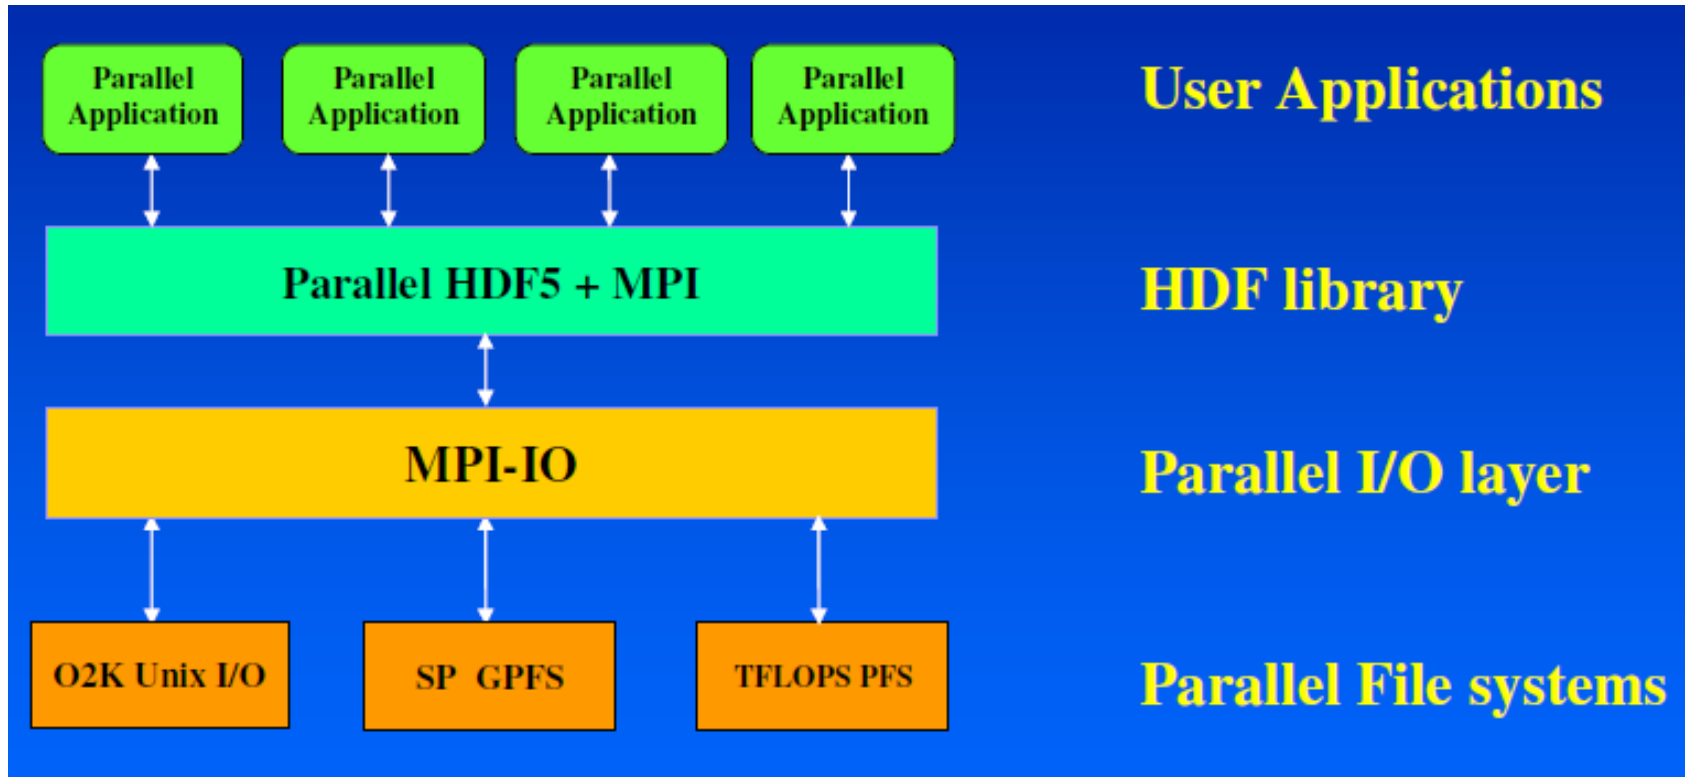 Parallel
Application
Parallel
Application
Parallel
Application
Parallel
Application
User Applications
Parallel HDF5 + MPI
HDF library
MPI-IO
Parallel I/O layer
O2K Unix I/O
SP GPFS
TFLOPS PFS
Parallel File systems